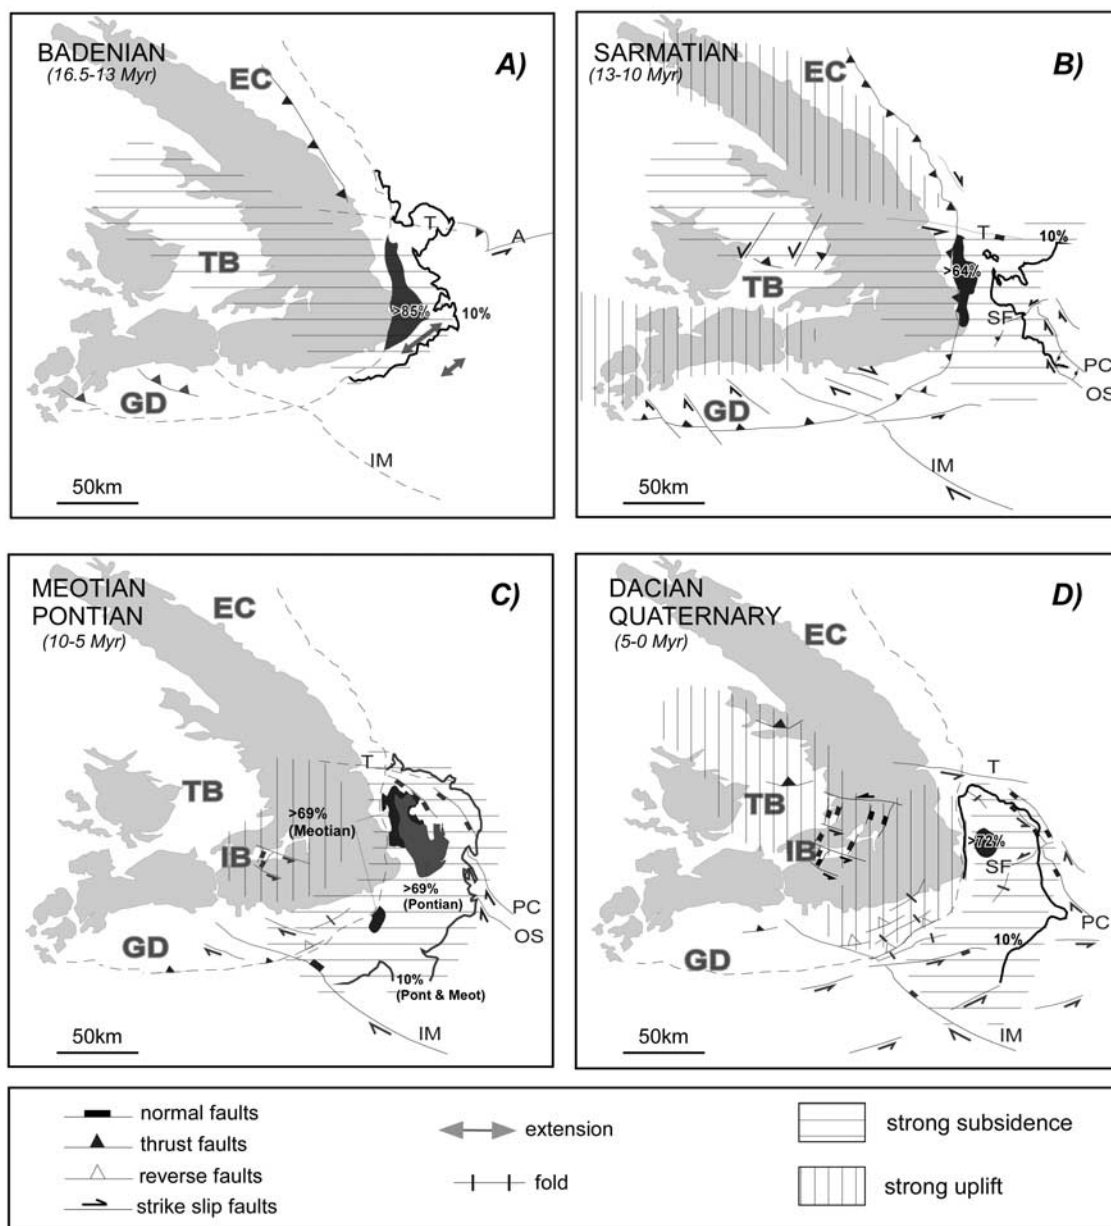 BADENIAN
(16.5-13 Myr)
A)
EC
T
A
TB
>85%
10%
GD
IM
50km
SARMATIAN
(13-10 Myr)
B)
EC
T
10%
>64%
TB
SF
PC
OS
GD
IM
50km
MEOTIAN
PONTIAN
(10-5 Myr)
C)
EC
T
TB
>69%
(Meotian)
IB
>69%
(Pontian)
PC
OS
GD
10%
(Pont & Meot)
IM
50km
DACIAN
QUATERNARY
(5-0 Myr)
D)
EC
T
TB
>72%
IB
SF
PC
10%
GD
IM
50km
normal faults
thrust faults
reverse faults
strike slip faults
extension
fold
strong subsidence
strong uplift